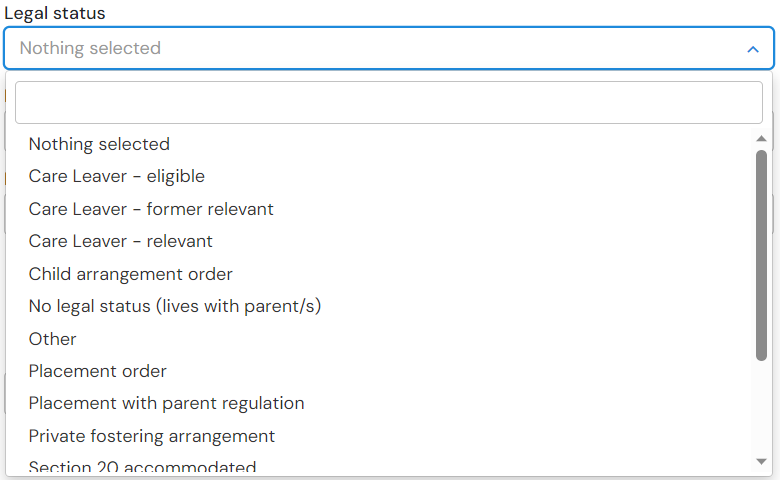 Legal status
Nothing selected
Nothing selected
Care Leaver - eligible
Care Leaver - former relevant
Care Leaver - relevant
Child arrangement order
No legal status (lives with parent/s)
Other
Placement order
Placement with parent regulation
Private fostering arrangement
Section 20 accommodated